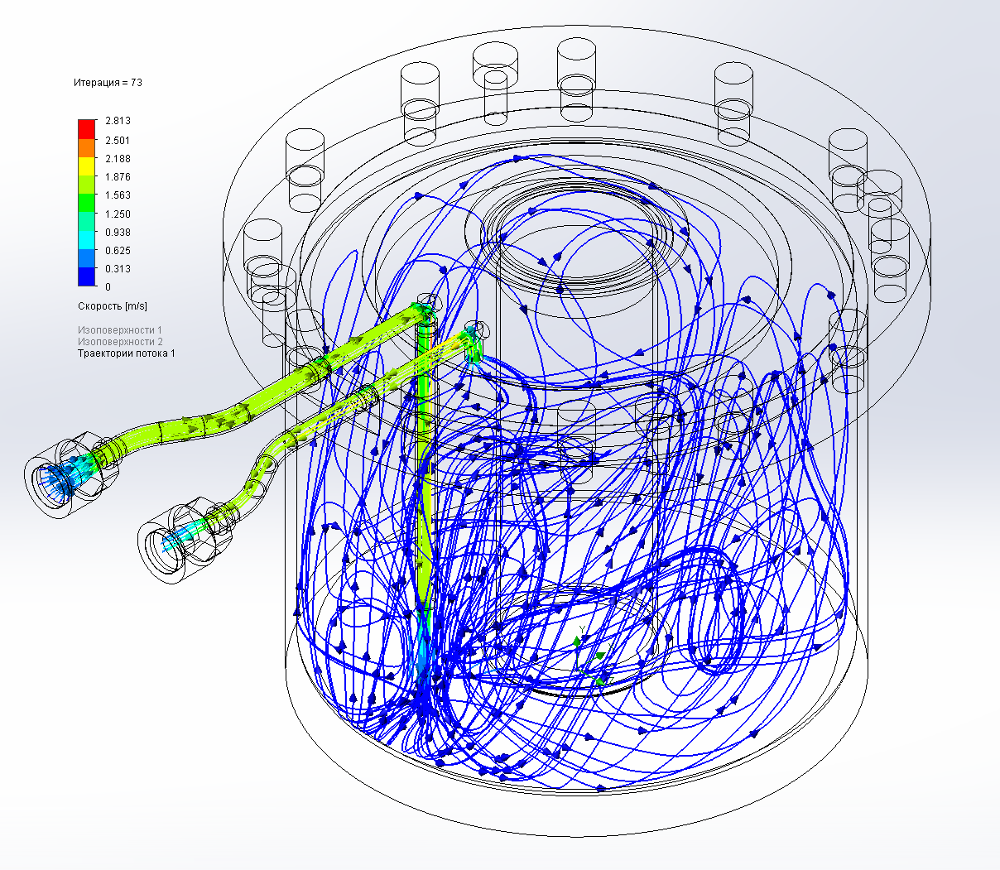 Итерация = 73
2.813
2.501
2.188
1.876
1.563
1.250
0.938
0.625
0.313
0
Скорость [m/s]
Изоповерхности 1
Изоповерхности 2
Траектории потока 1
Y